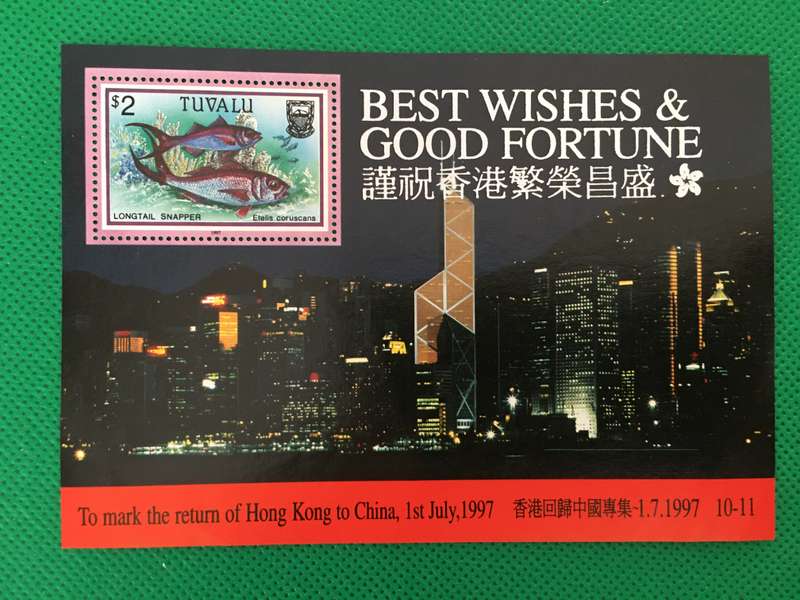 $2 TUVALU
LONGTAIL SNAPPER Etelis coruscans
1997
BEST WISHES &
GOOD FORTUNE
謹祝香港繁榮昌盛.
To mark the return of Hong Kong to China, 1st July,1997 香港回歸中國專集~1.7.1997 10-11